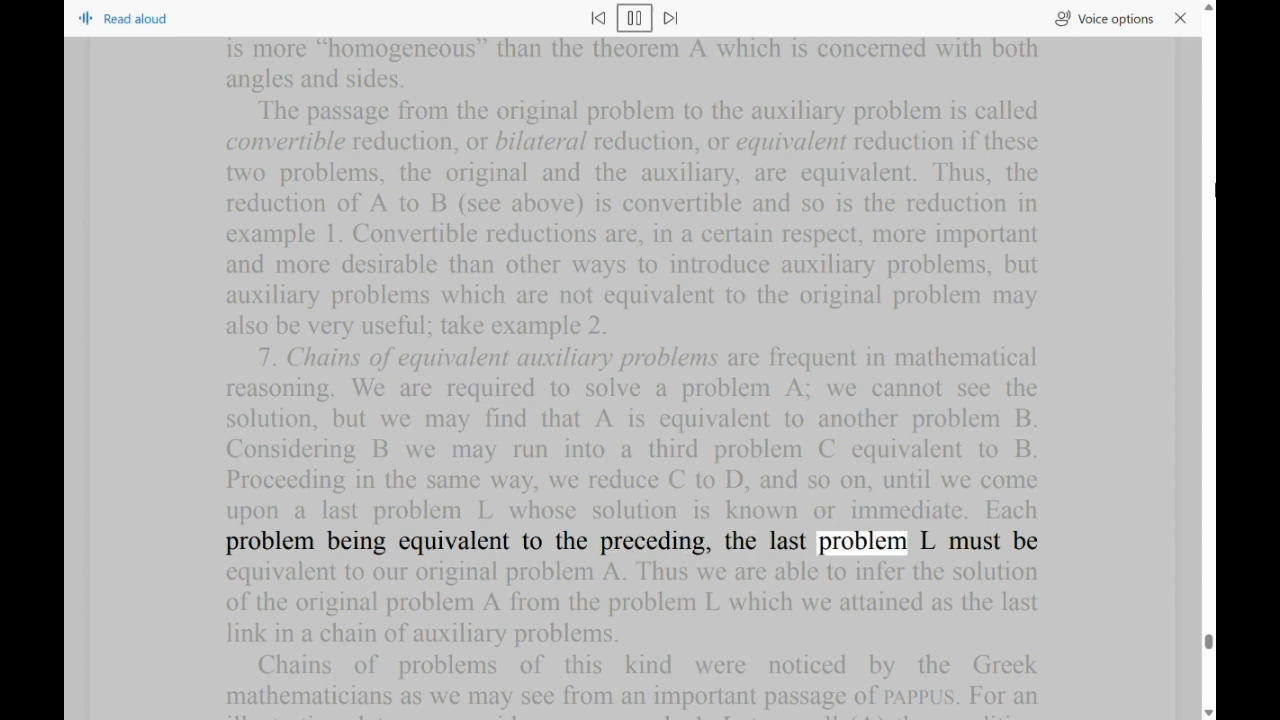 Read aloud
Voice options
is more “homogeneous” than the theorem A which is concerned with both
angles and sides.
The passage from the original problem to the auxiliary problem is called
convertible reduction, or bilateral reduction, or equivalent reduction if these
two problems, the original and the auxiliary, are equivalent. Thus, the
reduction of A to B (see above) is convertible and so is the reduction in
example 1. Convertible reductions are, in a certain respect, more important
and more desirable than other ways to introduce auxiliary problems, but
auxiliary problems which are not equivalent to the original problem may
also be very useful; take example 2.
7. Chains of equivalent auxiliary problems are frequent in mathematical
reasoning. We are required to solve a problem A; we cannot see the
solution, but we may find that A is equivalent to another problem B.
Considering B we may run into a third problem C equivalent to B.
Proceeding in the same way, we reduce C to D, and so on, until we come
upon a last problem L whose solution is known or immediate. Each
problem being equivalent to the preceding, the last problem L must be
equivalent to our original problem A. Thus we are able to infer the solution
of the original problem A from the problem L which we attained as the last
link in a chain of auxiliary problems.
Chains of problems of this kind were noticed by the Greek
mathematicians as we may see from an important passage of PAPPUS. For an